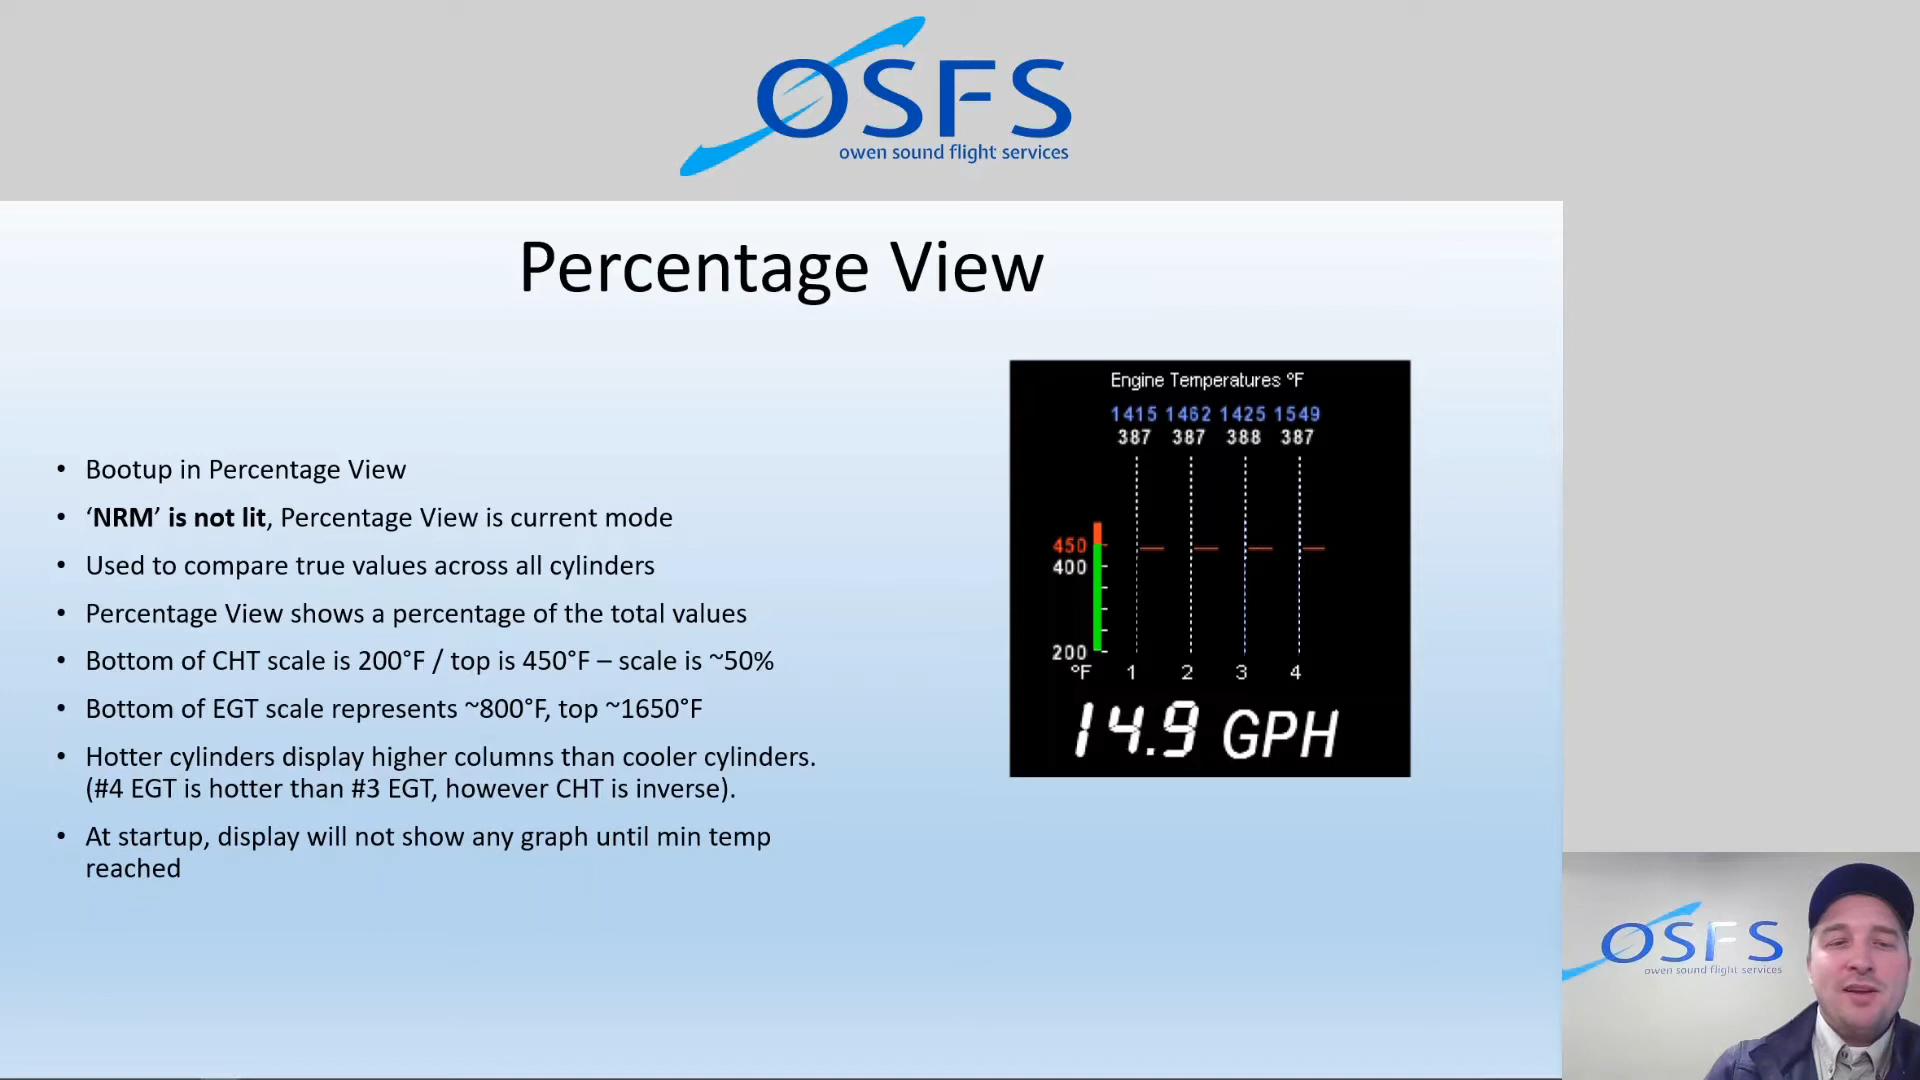 OSFS
owen sound flight services
Percentage View
• Bootup in Percentage View
• ‘NRM’ is not lit, Percentage View is current mode
• Used to compare true values across all cylinders
• Percentage View shows a percentage of the total values
• Bottom of CHT scale is 200°F / top is 450°F – scale is ~50%
• Bottom of EGT scale represents ~800°F, top ~1650°F
• Hotter cylinders display higher columns than cooler cylinders.
(#4 EGT is hotter than #3 EGT, however CHT is inverse).
• At startup, display will not show any graph until min temp
reached
Engine Temperatures °F
1415 1462 1425 1549
387 387 388 387
450
400
200
°F 1 2 3 4
14.9 GPH
OSFS
owen sound flight services